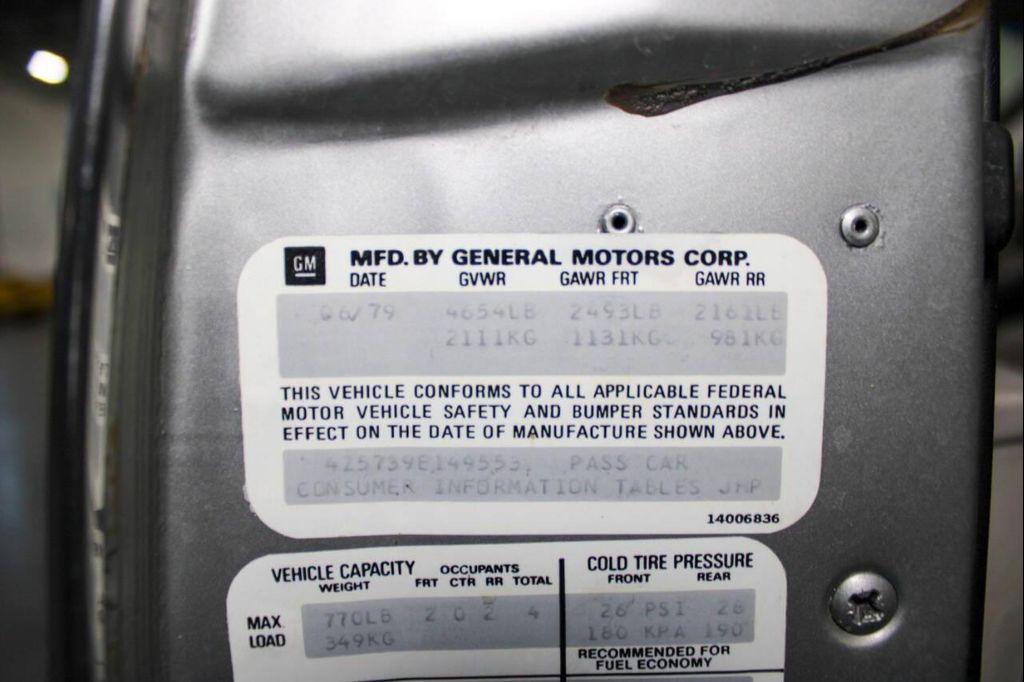 GM
MFD. BY GENERAL MOTORS CORP.
DATE GVWR GAWR FRT GAWR RR
06/79 4654LB 2493LB 2161LB
2111KG 1131KG 981KG
THIS VEHICLE CONFORMS TO ALL APPLICABLE FEDERAL
MOTOR VEHICLE SAFETY AND BUMPER STANDARDS IN
EFFECT ON THE DATE OF MANUFACTURE SHOWN ABOVE.
4Z5739E149553, PASS CAR
CONSUMER INFORMATION TABLES JMP
14006836
VEHICLE CAPACITY OCCUPANTS COLD TIRE PRESSURE
WEIGHT FRT CTR RR TOTAL FRONT REAR
MAX. LOAD 770LB 2 0 2 4 26 PSI 28
349KG 180 KPA 190
RECOMMENDED FOR
FUEL ECONOMY